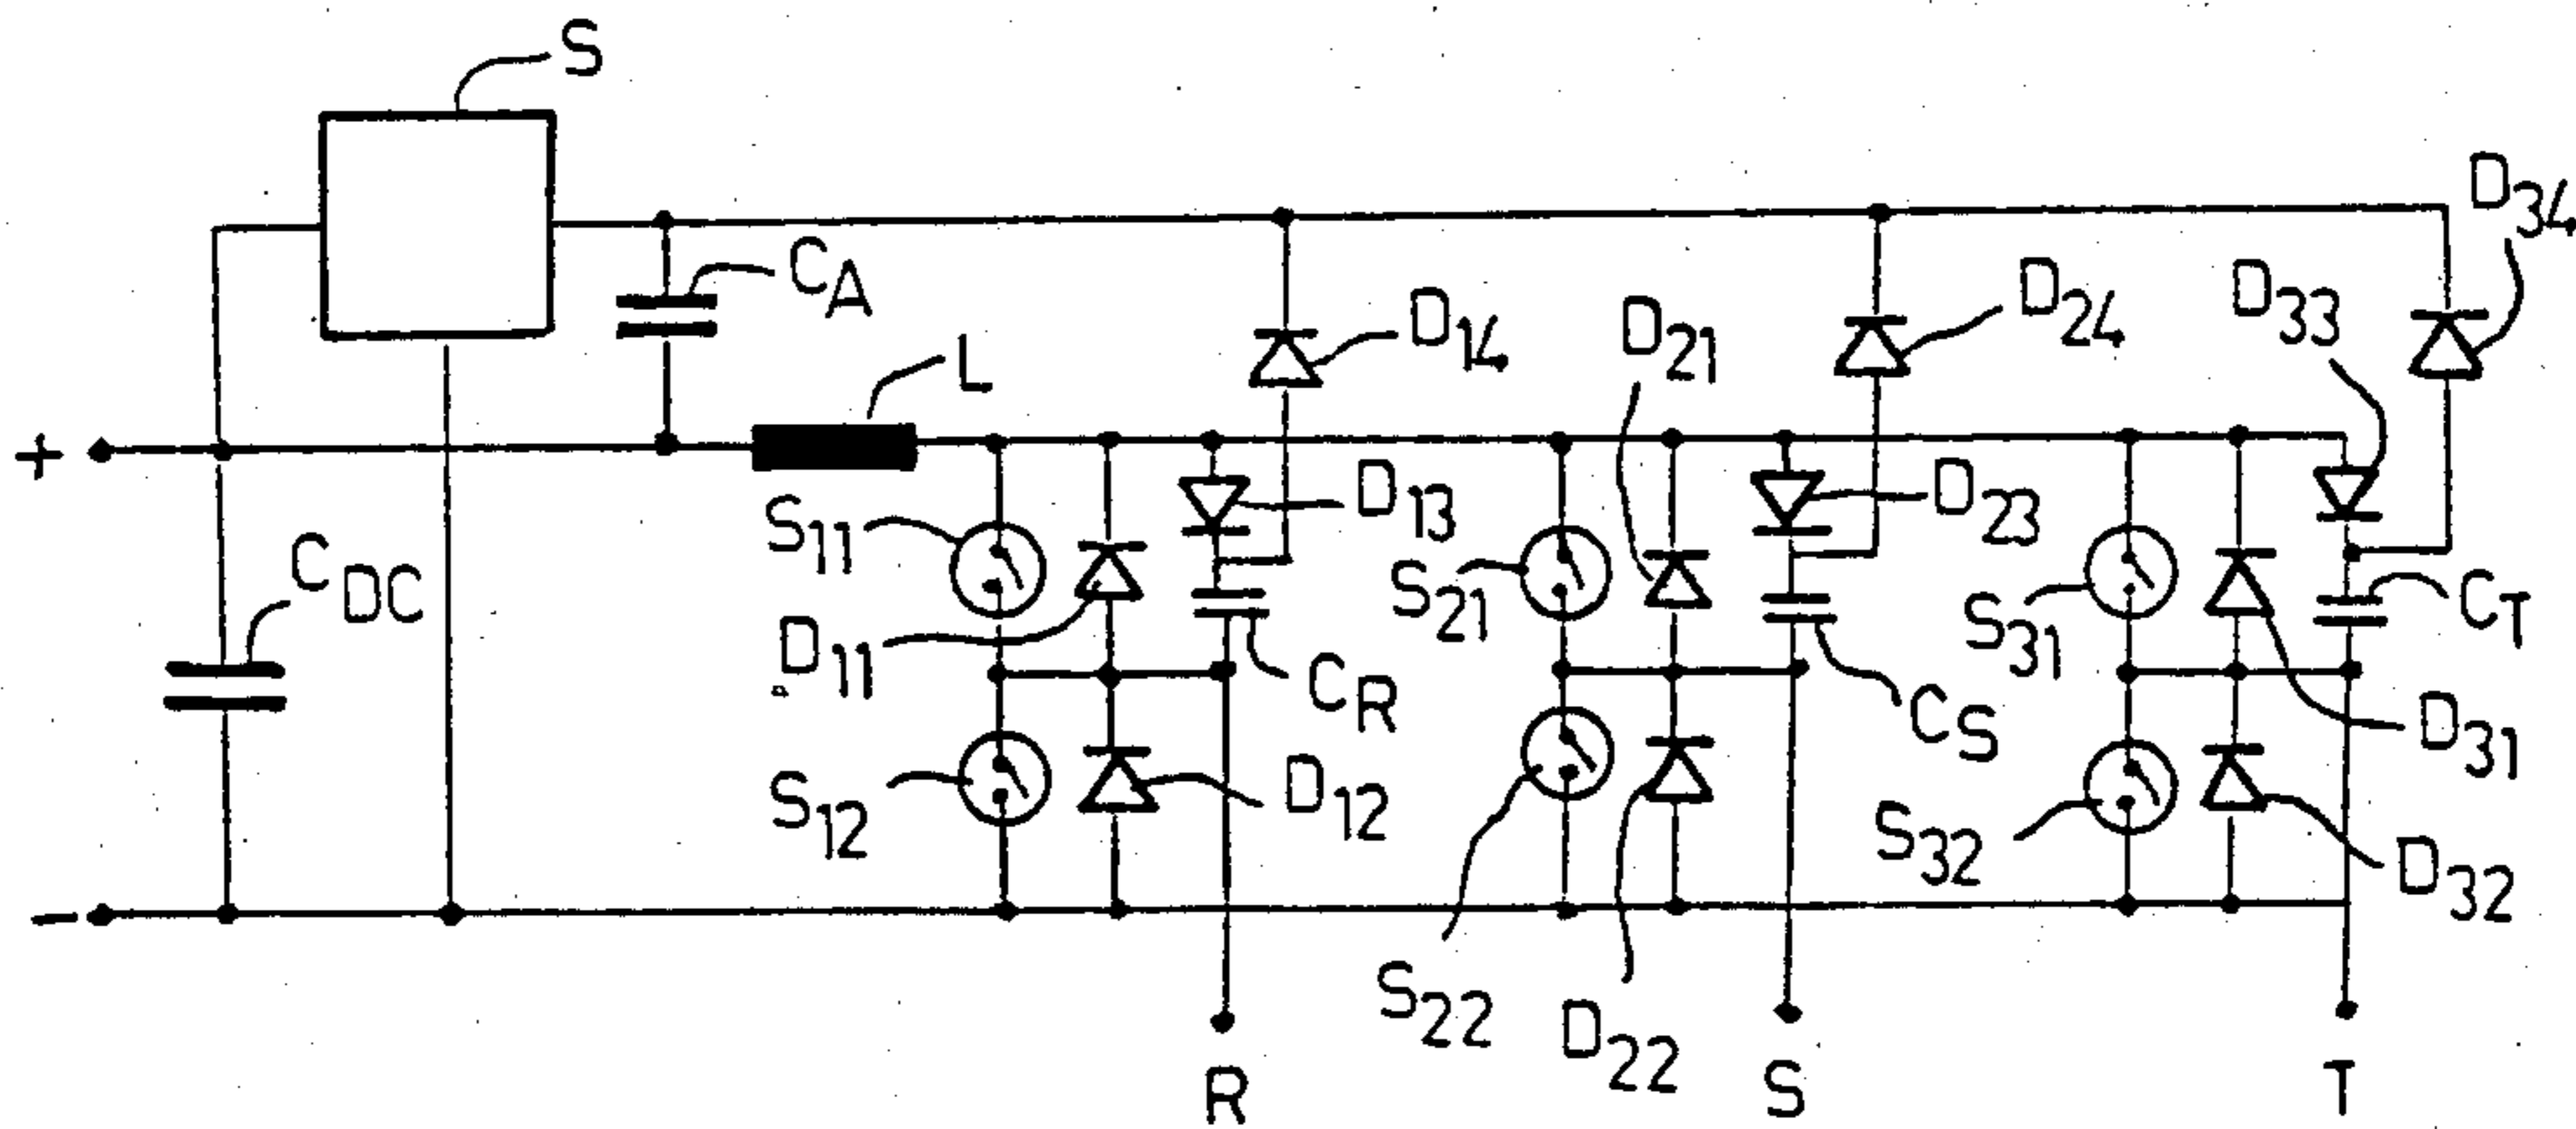 S
D34
CA
D14
D21
D24
D33
L
+
S11
D13
S21
D23
S31
CT
CDC
D11
CR
CS
D31
S12
D12
S32
D32
−
S22
D22
R
S
T